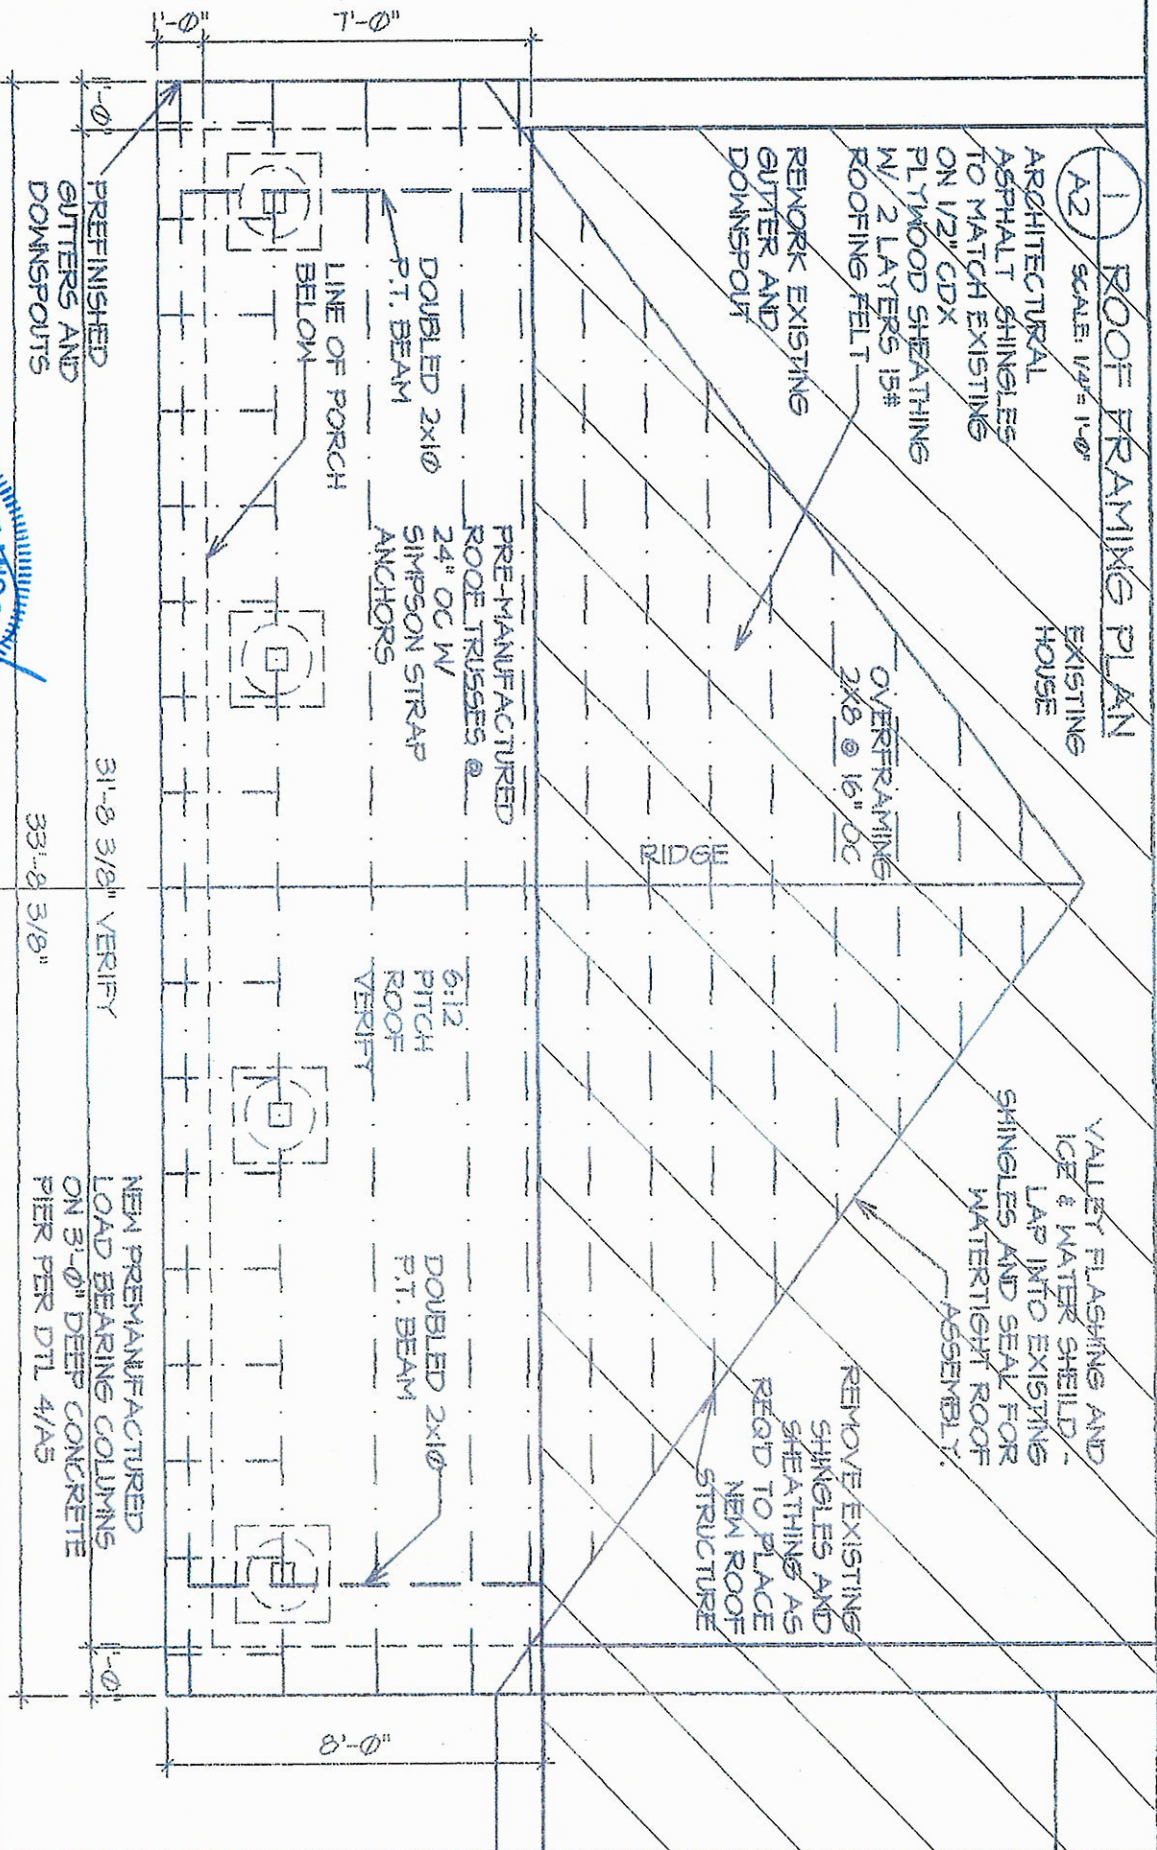 1
A2
ROOF FRAMING PLAN
SCALE: 1/4"= 1'-0"
ARCHITECTURAL
ASPHALT SHINGLES
TO MATCH EXISTING
ON 1/2" CDX
PLYWOOD SHEATHING
W/ 2 LAYERS 15#
ROOFING FELT
REWORK EXISTING
GUTTER AND
DOWNSPOUT
EXISTING
HOUSE
OVERFRAMING
2X8 @ 16" OC
RIDGE
VALLEY FLASHING AND
ICE & WATER SHEILD -
LAP INTO EXISTING
SHINGLES AND SEAL FOR
WATERTIGHT ROOF
ASSEMBLY.
REMOVE EXISTING
SHINGLES AND
SHEATHING AS
REQD TO PLACE
NEW ROOF
STRUCTURE
7'-0"
1'-0"
DOUBLED 2x10
P.T. BEAM
LINE OF PORCH
BELOW
PRE-MANUFACTURED
ROOF TRUSSES @
24" OC W/
SIMPSON STRAP
ANCHORS
6:12
PITCH
ROOF
VERIFY
DOUBLED 2x10
P.T. BEAM
8'-0"
1'-0"
31'-8 3/8" VERIFY
1'-0"
33'-8 3/8"
PREFINISHED
GUTTERS AND
DOWNSPOUTS
NEW PREMANUFACTURED
LOAD BEARING COLUMNS
ON 3'-0" DEEP CONCRETE
PIER PER DTL 4/A5